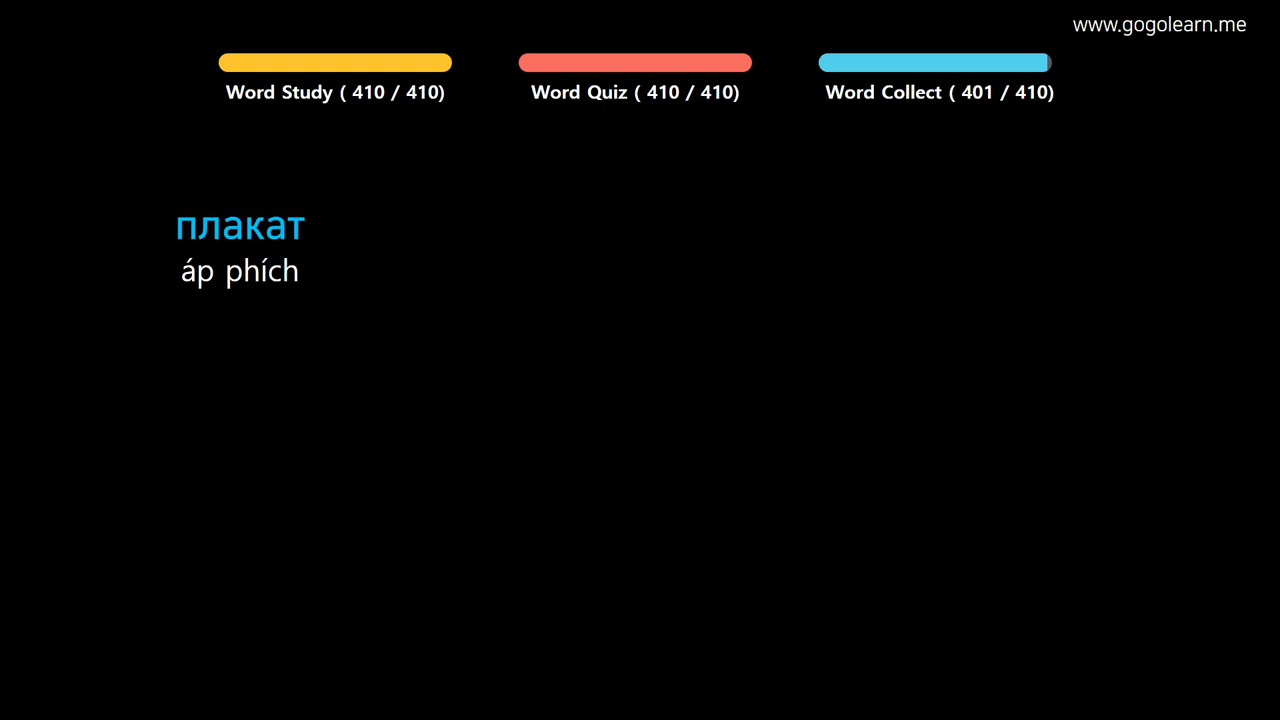 www.gogolearn.me
Word Study ( 410 / 410)
Word Quiz ( 410 / 410)
Word Collect ( 401 / 410)
плакат
áp phích